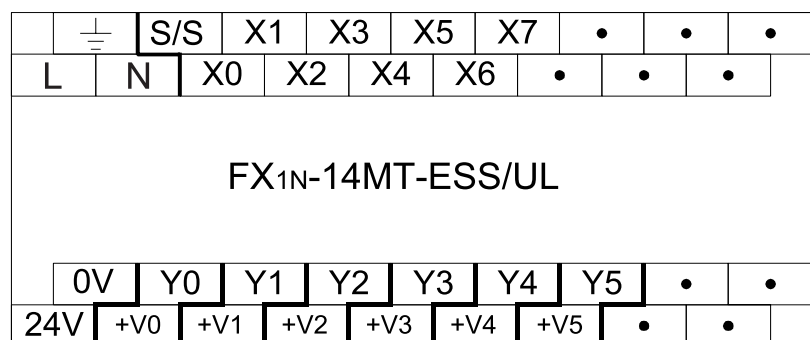 S/S X1 X3 X5 X7 • • •
L N X0 X2 X4 X6 • • •
FX1N-14MT-ESS/UL
0V Y0 Y1 Y2 Y3 Y4 Y5 • •
24V +V0 +V1 +V2 +V3 +V4 +V5 • •